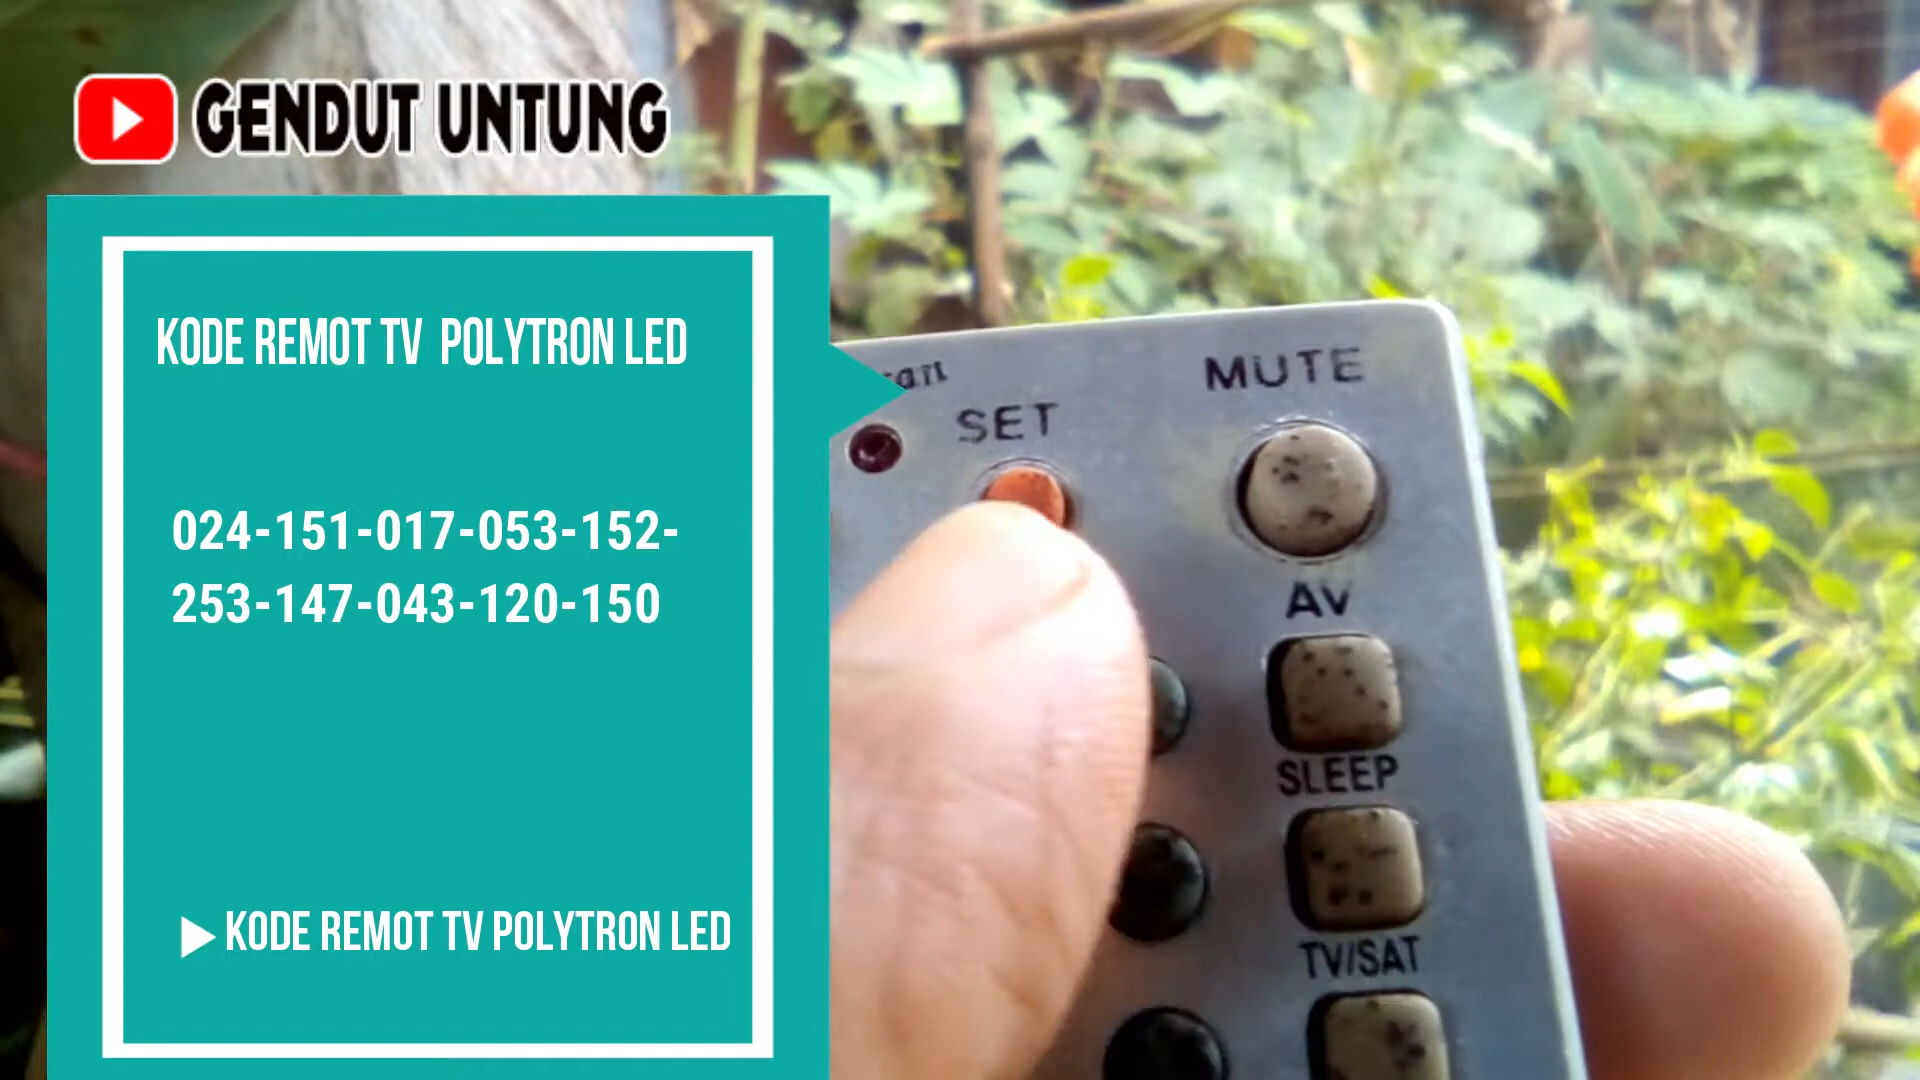 GENDUT UNTUNG
KODE REMOT TV POLYTRON LED
024-151-017-053-152-
253-147-043-120-150
KODE REMOT TV POLYTRON LED
SET
MUTE
AV
SLEEP
TV/SAT